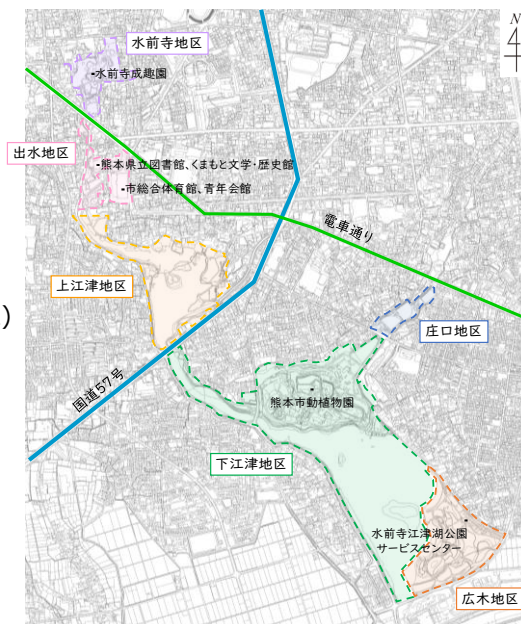 N
水前寺地区
水前寺成趣園
出水地区
熊本県立図書館、くまもと文学・歴史館
市総合体育館、青年会館
電車通り
上江津地区
)
庄口地区
国道57号
熊本市動植物園
下江津地区
水前寺江津湖公園
サービスセンター
広木地区